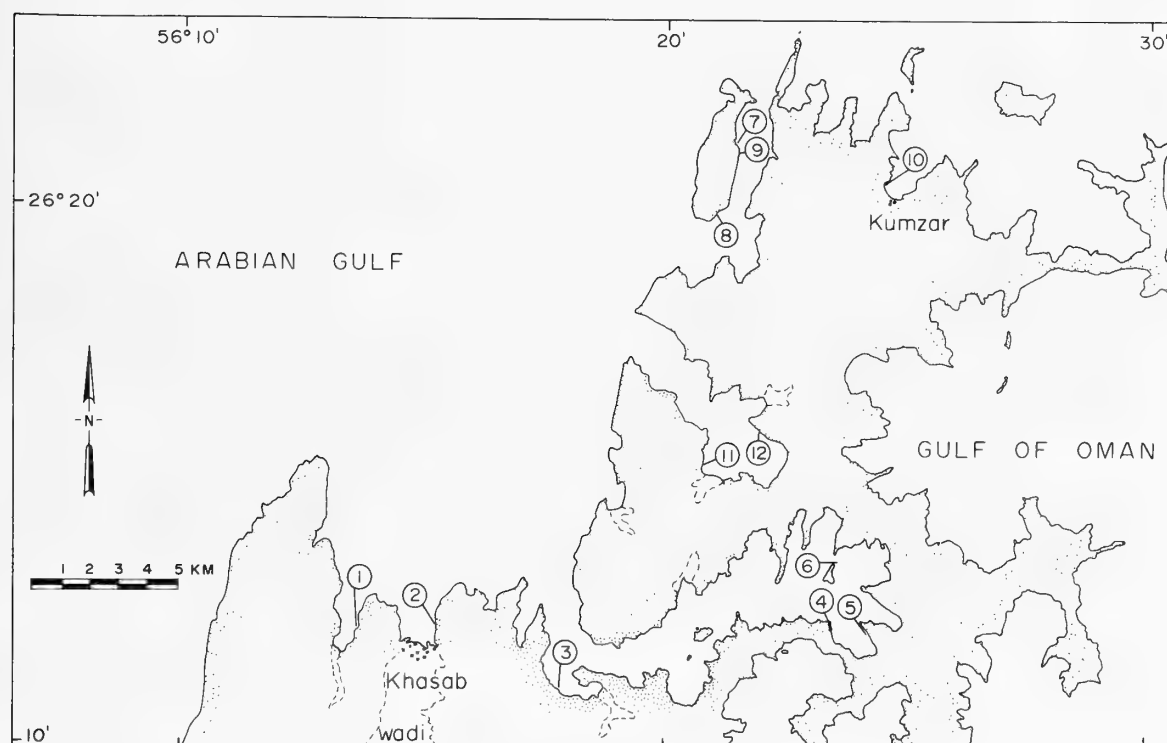 56°10'
20'
30'
7
9
10
26°20'
Kumzar
8
ARABIAN GULF
-N-
11
12
GULF OF OMAN
1 2 3 4 5 KM
6
1
2
4
5
3
Khasab
wadi
10'